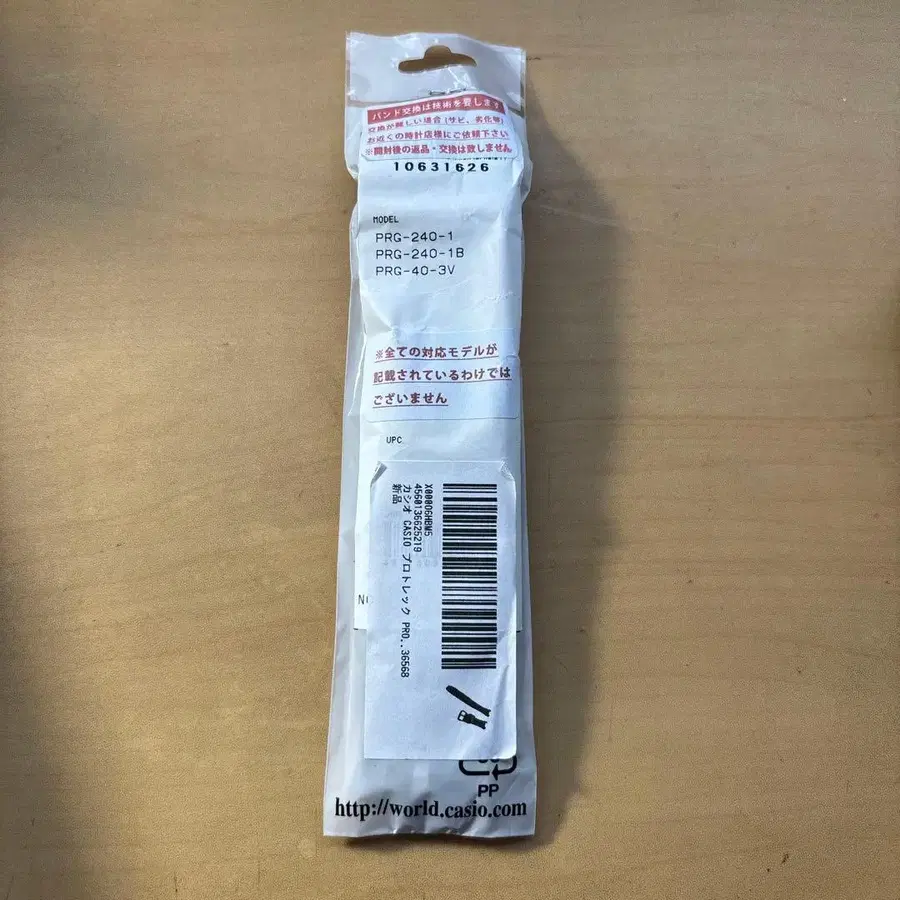 バンド交換は技術を要します
交換が難しい場合(サビ、劣化等)
お近くの時計店様にご依頼下さい
※開封後の返品・交換は致しません
10631626
MODEL
PRG-240-1
PRG-240-1B
PRG-40-3V
※全ての対応モデルが
記載されているわけでは
ございません
UPC
X0000GHBM5
4560136625219
カシオ CASIO プロトレック PRO..36568
新品
NO
PP
http://world.casio.com